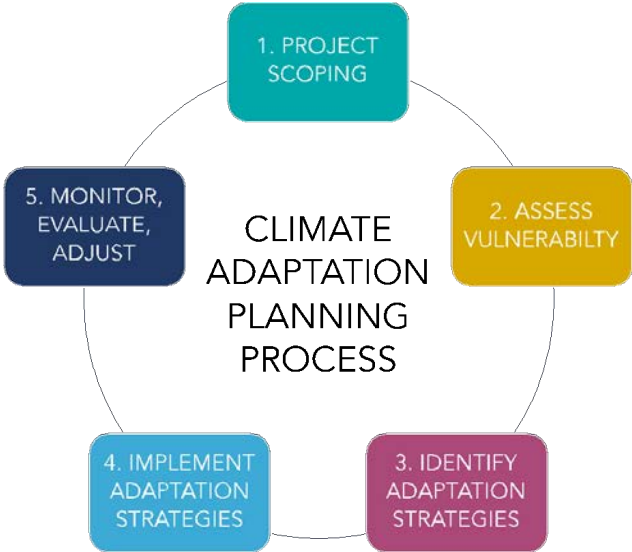 1. PROJECT
SCOPING
2. ASSESS
VULNERABILTY
3. IDENTIFY
ADAPTATION
STRATEGIES
4. IMPLEMENT
ADAPTATION
STRATEGIES
5. MONITOR,
EVALUATE,
ADJUST
CLIMATE
ADAPTATION
PLANNING
PROCESS